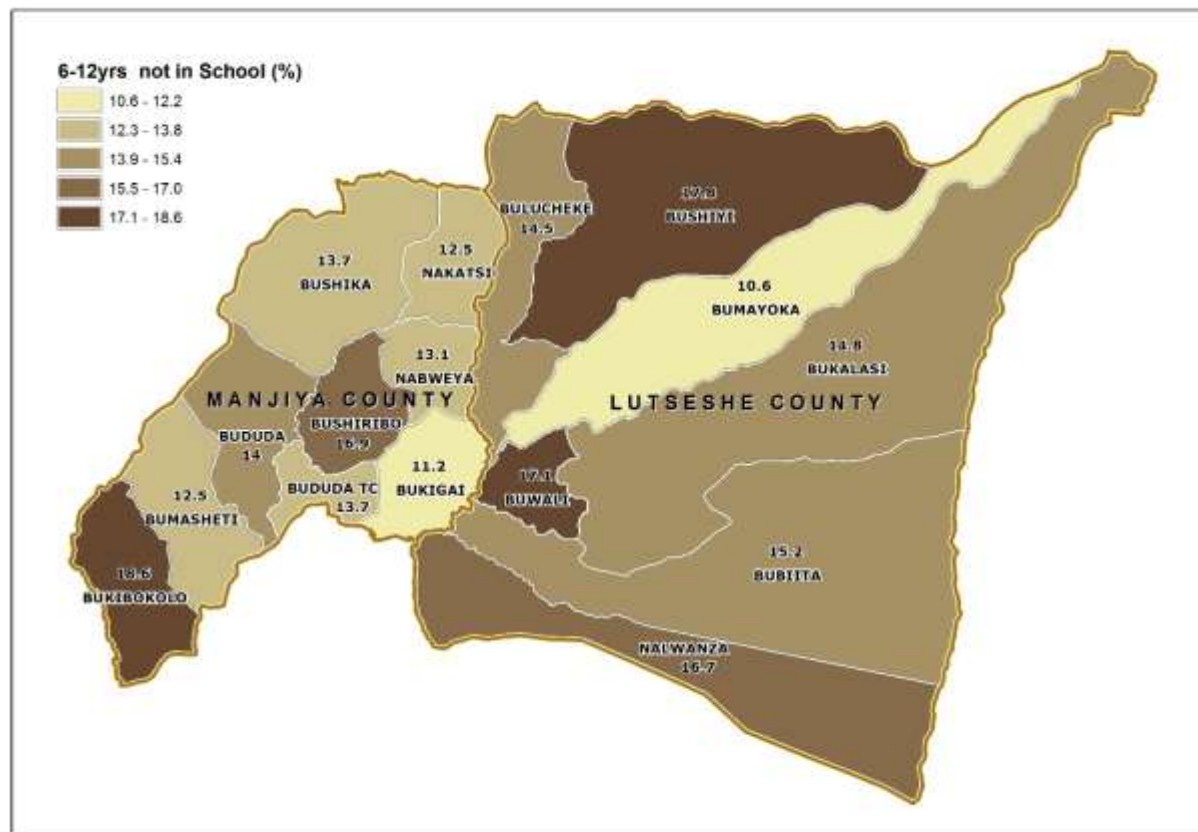 6-12yrs not in School (%)
10.6 - 12.2
12.3 - 13.8
13.9 - 15.4
15.5 - 17.0
17.1 - 18.6
BULUCHEKE
14.5
BUSHIYI
12.5
NAKATSI
13.7
BUSHIKA
10.6
BUMAYOKA
14.8
BUKALASI
13.1
NABWEYA
MANJIYA COUNTY
LUTSESHE COUNTY
BUSHIRIBO
16.9
BUDUDA
14
11.2
BUKIGAI
17.1
BUWALI
BUDUDA TC
13.7
12.5
BUMASHETI
15.2
BUBIITA
18.6
BUKIBOKOLO
NALWANZA
16.7